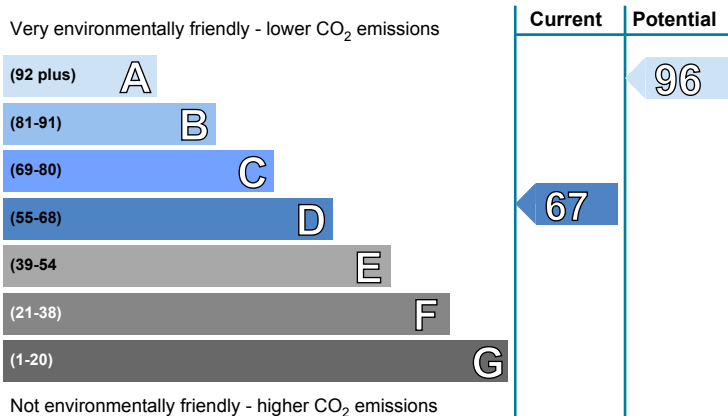 Current Potential
Very environmentally friendly - lower CO2 emissions
(92 plus) A 96
(81-91) B
(69-80) C
(55-68) D 67
(39-54 E
(21-38) F
(1-20) G
Not environmentally friendly - higher CO2 emissions